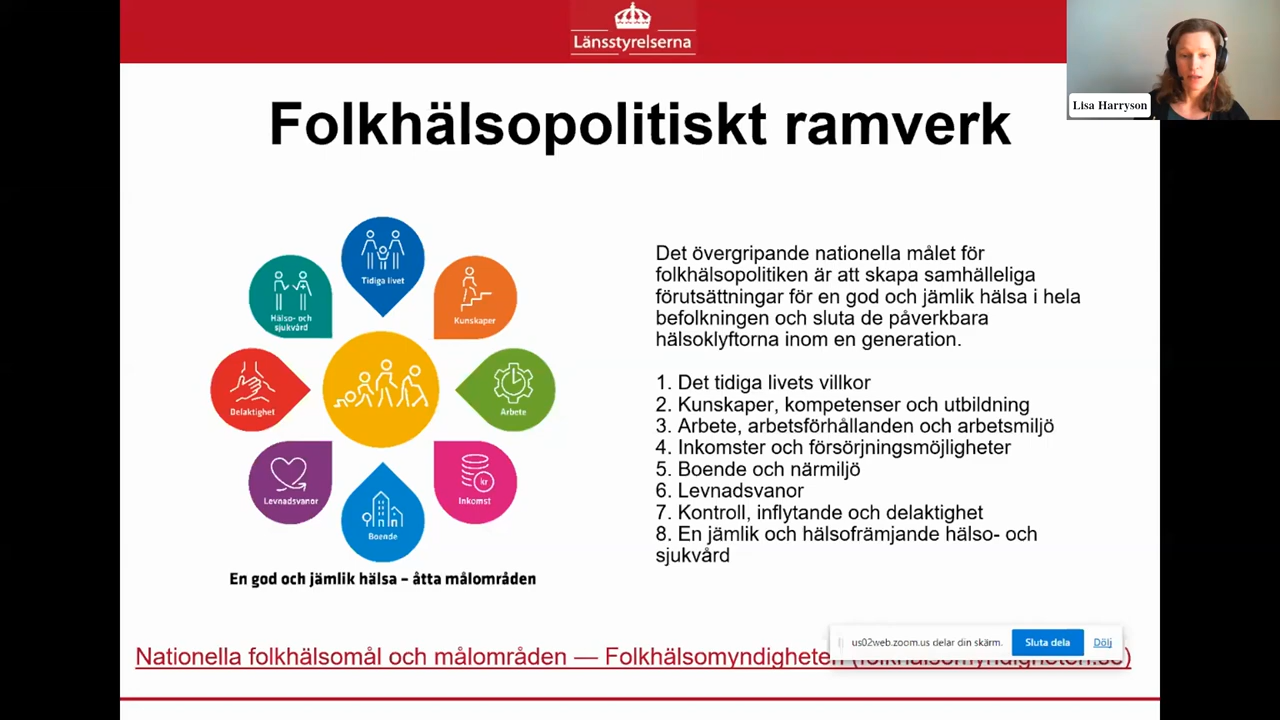 Länsstyrelserna
Lisa Harryson
Folkhälsopolitiskt ramverk
Tidiga livet
Kunskaper
Arbete
Inkomst
Boende
Levnadsvanor
Delaktighet
Hälso- och
sjukvård
En god och jämlik hälsa – åtta målområden
Det övergripande nationella målet för
folkhälsopolitiken är att skapa samhälleliga
förutsättningar för en god och jämlik hälsa i hela
befolkningen och sluta de påverkbara
hälsoklyftorna inom en generation.
1. Det tidiga livets villkor
2. Kunskaper, kompetenser och utbildning
3. Arbete, arbetsförhållanden och arbetsmiljö
4. Inkomster och försörjningsmöjligheter
5. Boende och närmiljö
6. Levnadsvanor
7. Kontroll, inflytande och delaktighet
8. En jämlik och hälsofrämjande hälso- och
sjukvård
us02web.zoom.us delar din skärm.
Sluta dela
Dölj
Nationella folkhälsomål och målområden — Folkhälsomyndigheten (folkhalsomyndigheten.se)
kr